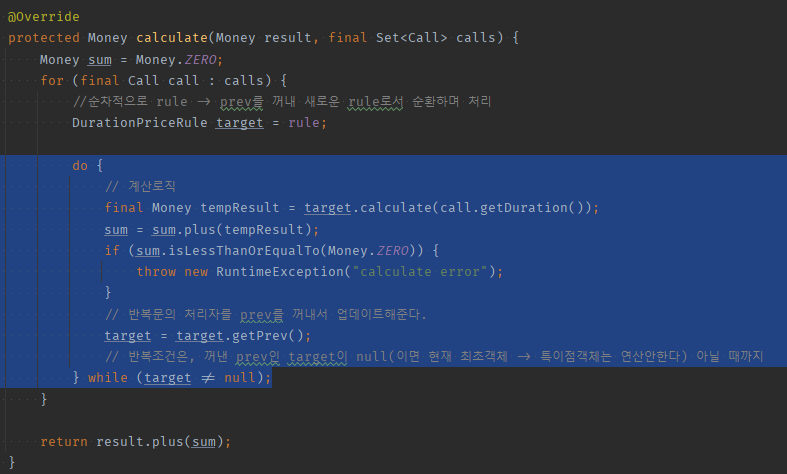 @Override
protected Money calculate(Money result, final Set<Call> calls) {
Money sum = Money.ZERO;
for (final Call call : calls) {
//순차적으로 rule -> prev를 꺼내 새로운 rule로서 순환하며 처리
DurationPriceRule target = rule;
do {
// 계산로직
final Money tempResult = target.calculate(call.getDuration());
sum = sum.plus(tempResult);
if (sum.isLessThanOrEqualTo(Money.ZERO)) {
throw new RuntimeException("calculate error");
}
// 반복문의 처리자를 prev를 꺼내서 업데이트해준다.
target = target.getPrev();
// 반복조건은, 꺼낸 prev인 target이 null(이면 현재 최초객체 -> 특이점객체는 연산안한다) 아닐 때까지
} while (target ≠ null);
}
return result.plus(sum);
}